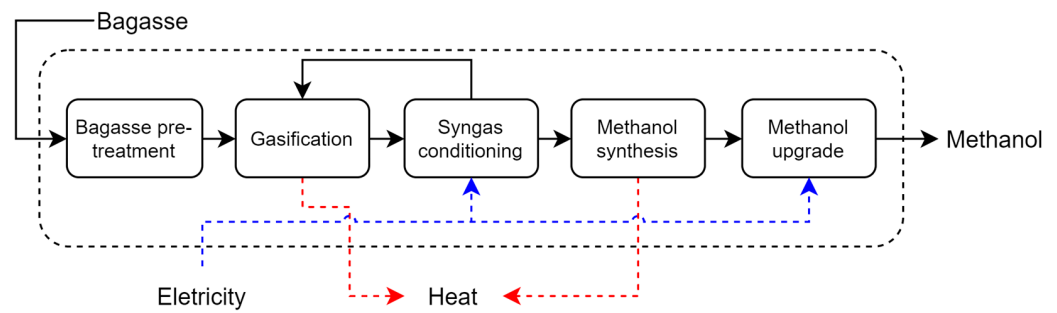 Bagasse
Bagasse pre-
treatment
Gasification
Syngas
conditioning
Methanol
synthesis
Methanol
upgrade
Methanol
Eletricity
Heat